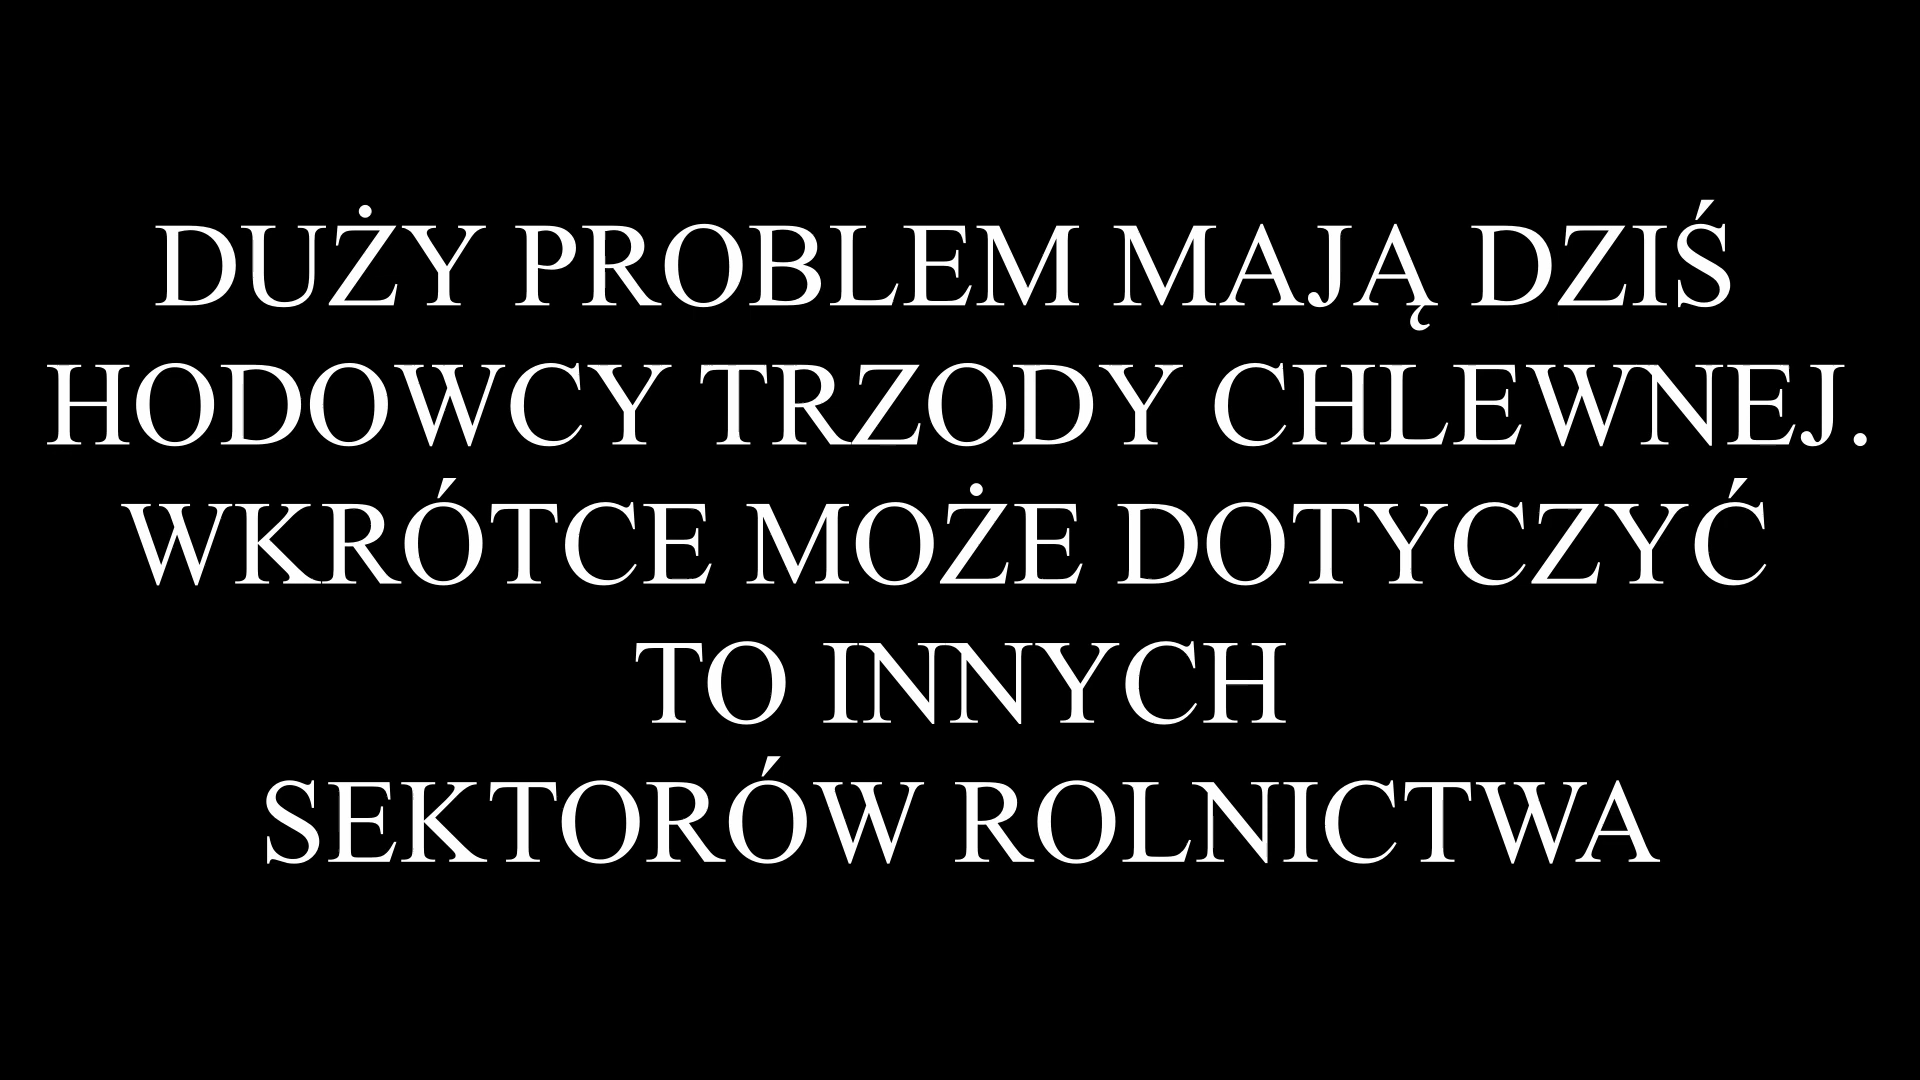 DUŻY PROBLEM MAJĄ DZIŚ
HODOWCY TRZODY CHLEWNEJ.
WKRÓTCE MOŻE DOTYCZYĆ
TO INNYCH
SEKTORÓW ROLNICTWA